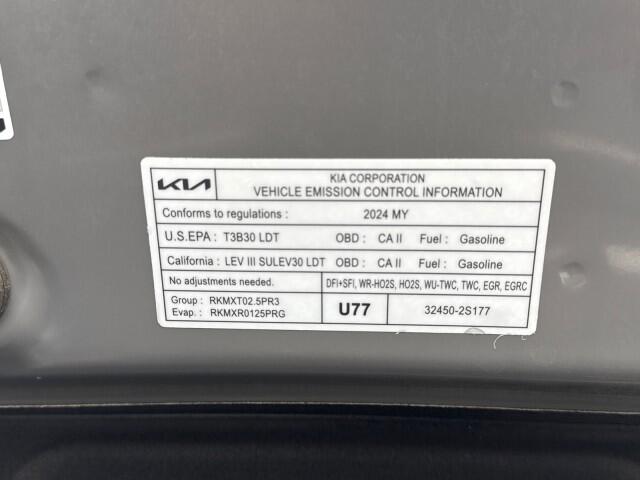 KIA
KIA CORPORATION
VEHICLE EMISSION CONTROL INFORMATION
Conforms to regulations : 2024 MY
U.S.EPA : T3B30 LDT OBD : CA II Fuel : Gasoline
California : LEV III SULEV30 LDT OBD : CA II Fuel : Gasoline
No adjustments needed. DFI+SFI, WR-HO2S, HO2S, WU-TWC, TWC, EGR, EGRC
Group : RKMXT02.5PR3
Evap. : RKMXR0125PRG
U77
32450-2S177